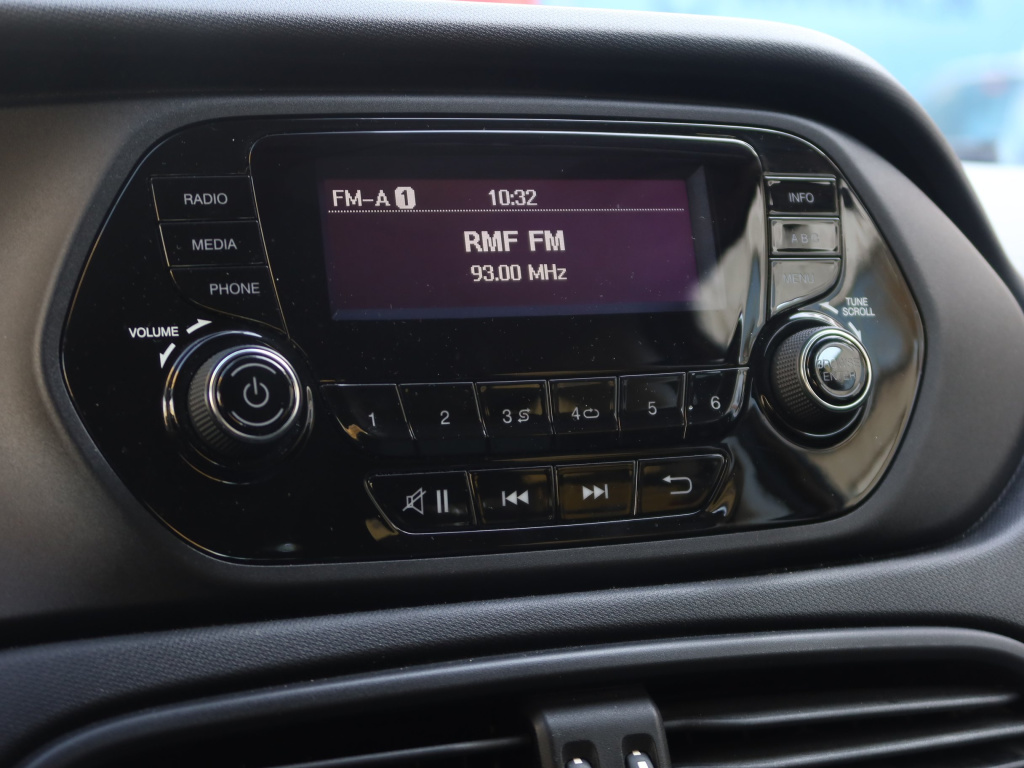 RADIO
MEDIA
PHONE
VOLUME
FM-A 1 10:32
RMF FM
93.00 MHz
INFO
A B C
MENU
TUNE
SCROLL
1 2 3 4 5 6